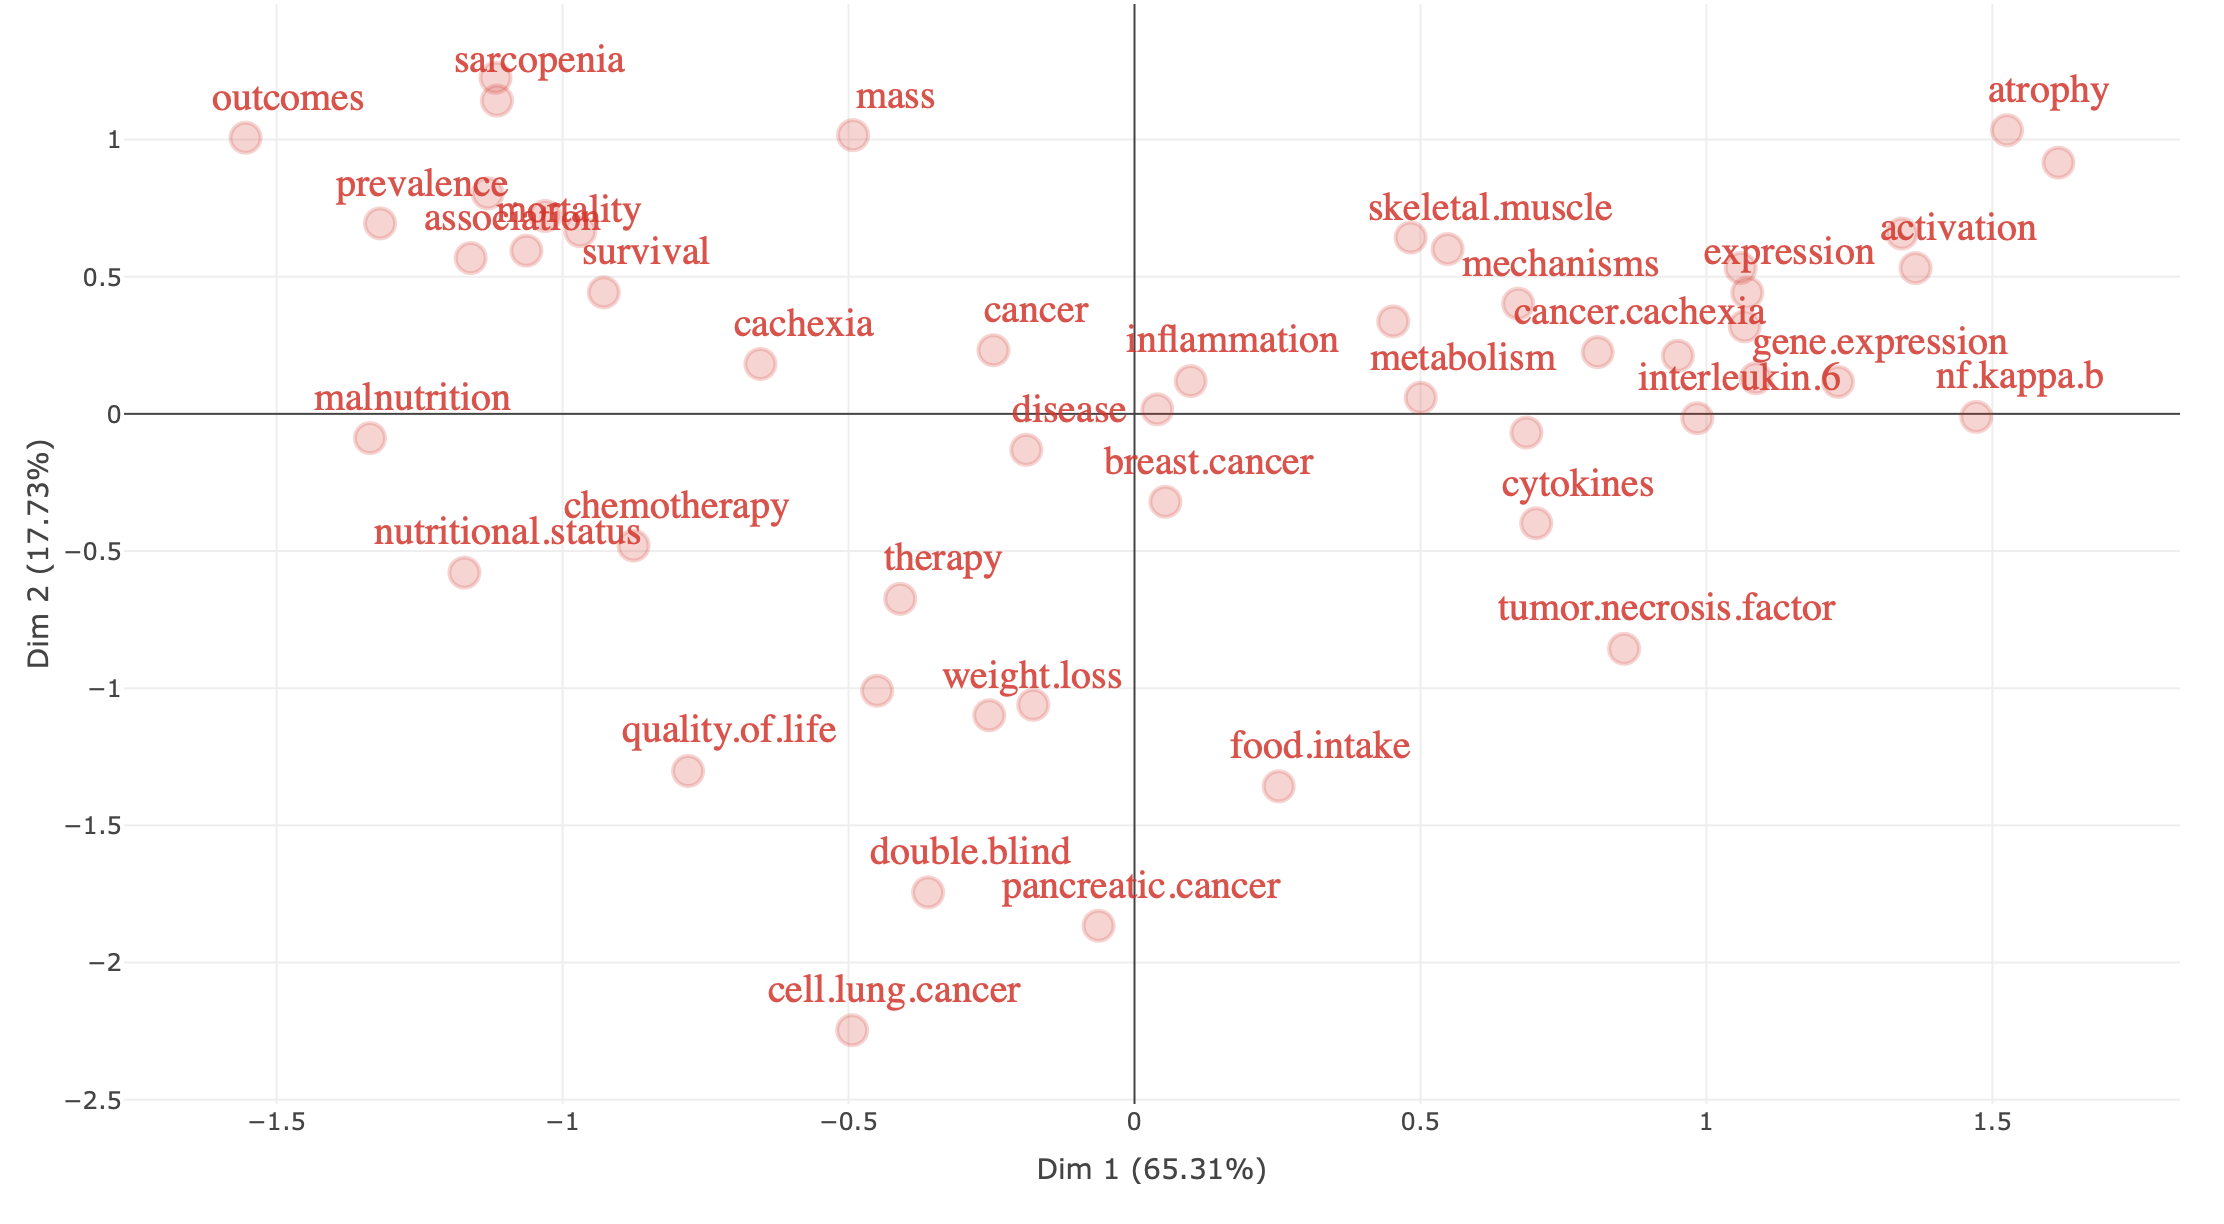 sarcopenia
outcomes
mass
atrophy
prevalence
mortality
association
survival
skeletal.muscle
activation
expression
mechanisms
cachexia
cancer
cancer.cachexia
inflammation
gene.expression
metabolism
interleukin.6
nf.kappa.b
malnutrition
disease
breast.cancer
cytokines
chemotherapy
nutritional.status
therapy
tumor.necrosis.factor
weight.loss
quality.of.life
food.intake
double.blind
pancreatic.cancer
cell.lung.cancer
1
0.5
0
−0.5
−1
−1.5
−2
−2.5
Dim 2 (17.73%)
−1.5 −1 −0.5 0 0.5 1 1.5
Dim 1 (65.31%)